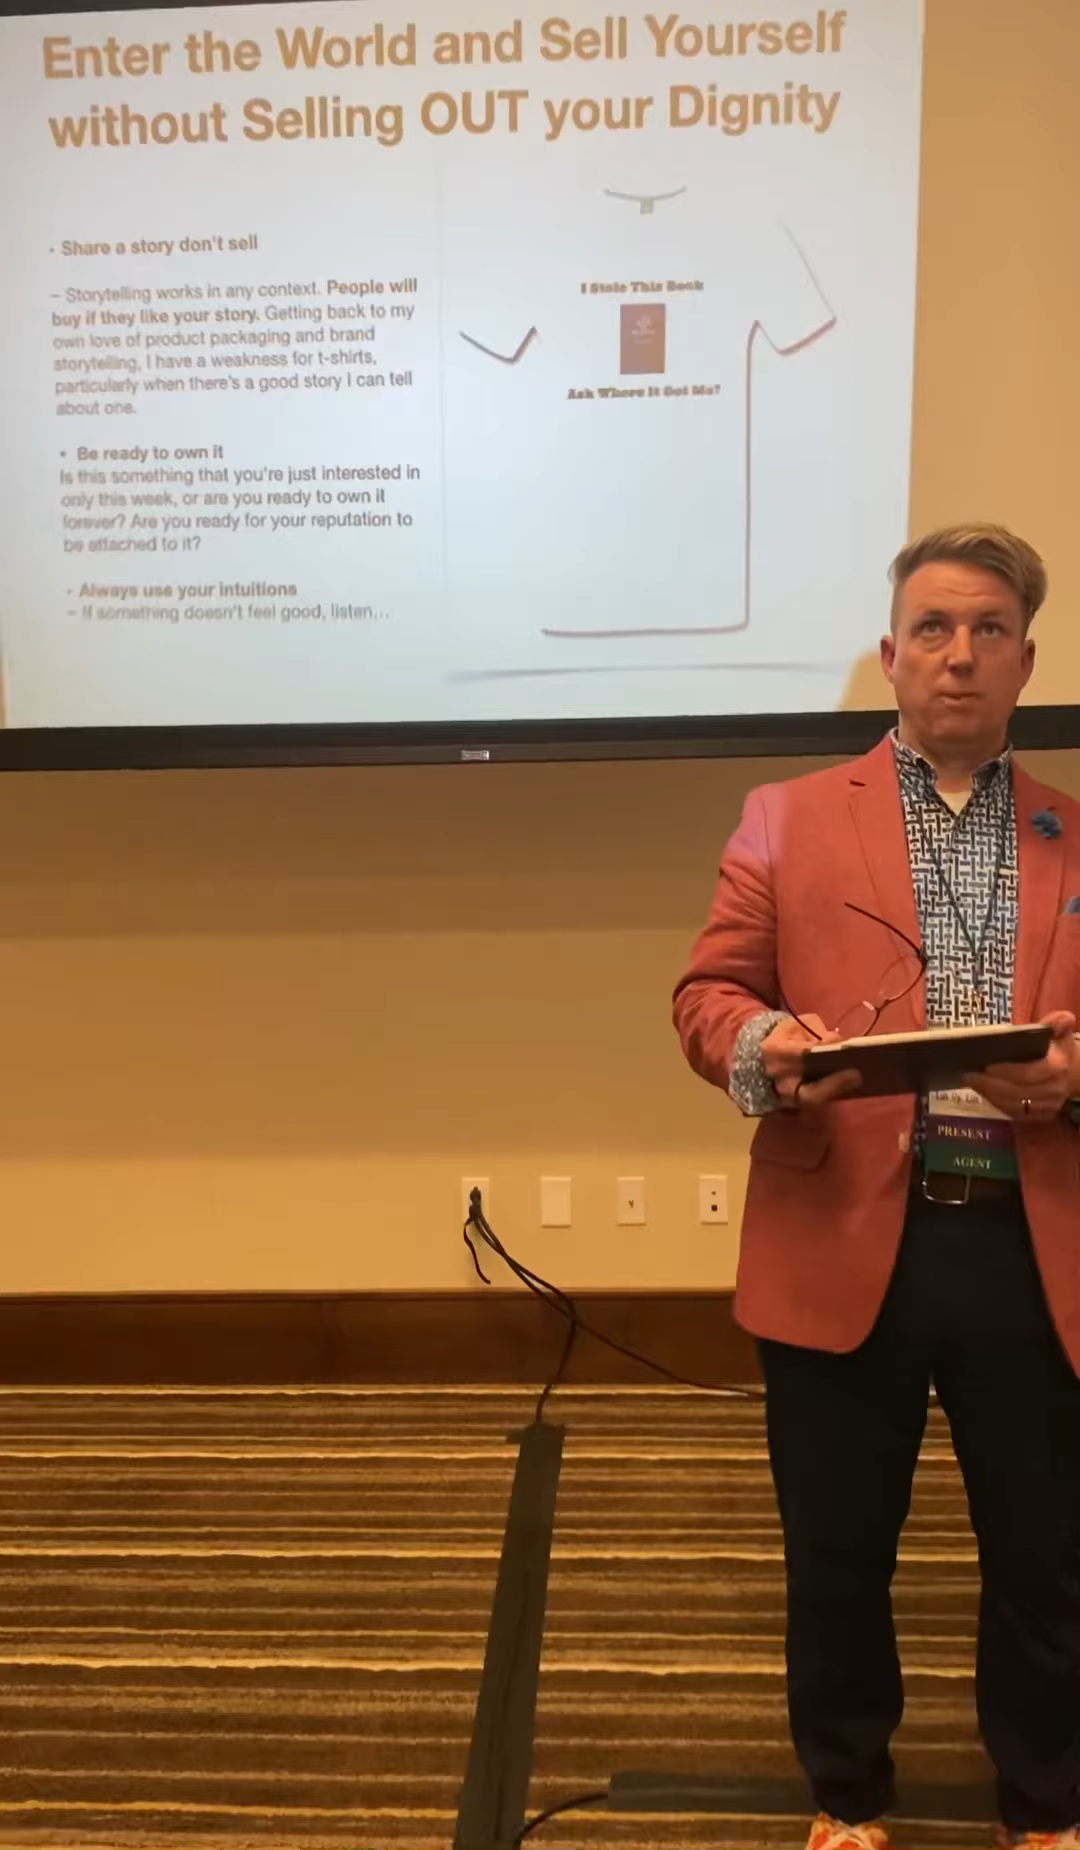 Enter the World and Sell Yourself
without Selling OUT your Dignity
• Share a story don't sell
– Storytelling works in any context. People will
buy if they like your story. Getting back to my
own love of product packaging and brand
storytelling, I have a weakness for t-shirts,
particularly when there's a good story I can tell
about one.
• Be ready to own it
Is this something that you're just interested in
only this week, or are you ready to own it
forever? Are you ready for your reputation to
be attached to it?
• Always use your intuitions
– If something doesn't feel good, listen...
I Stole This Book
Ask Where It Got Me?
PRESENT
AGENT